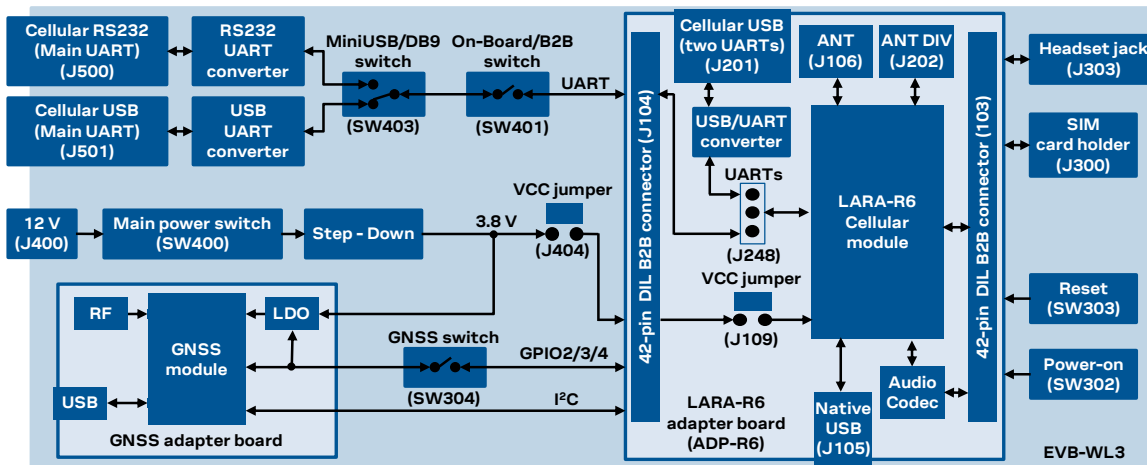 Cellular RS232
(Main UART)
(J500)
RS232
UART
converter
MiniUSB/DB9
switch
(SW403)
On-Board/B2B
switch
(SW401)
UART
Cellular USB
(Main UART)
(J501)
USB
UART
converter
12 V
(J400)
Main power switch
(SW400)
Step - Down
3.8 V
VCC jumper
(J404)
RF
GNSS
module
LDO
USB
GNSS adapter board
GNSS switch
(SW304)
GPIO2/3/4
I²C
42-pin DIL B2B connector (J104)
Cellular USB
(two UARTs)
(J201)
USB/UART
converter
UARTs
(J248)
VCC jumper
(J109)
ANT
(J106)
ANT DIV
(J202)
LARA-R6
Cellular
module
Native
USB
(J105)
Audio
Codec
LARA-R6
adapter board
(ADP-R6)
42-pin DIL B2B connector (103)
Headset jack
(J303)
SIM
card holder
(J300)
Reset
(SW303)
Power-on
(SW302)
EVB-WL3